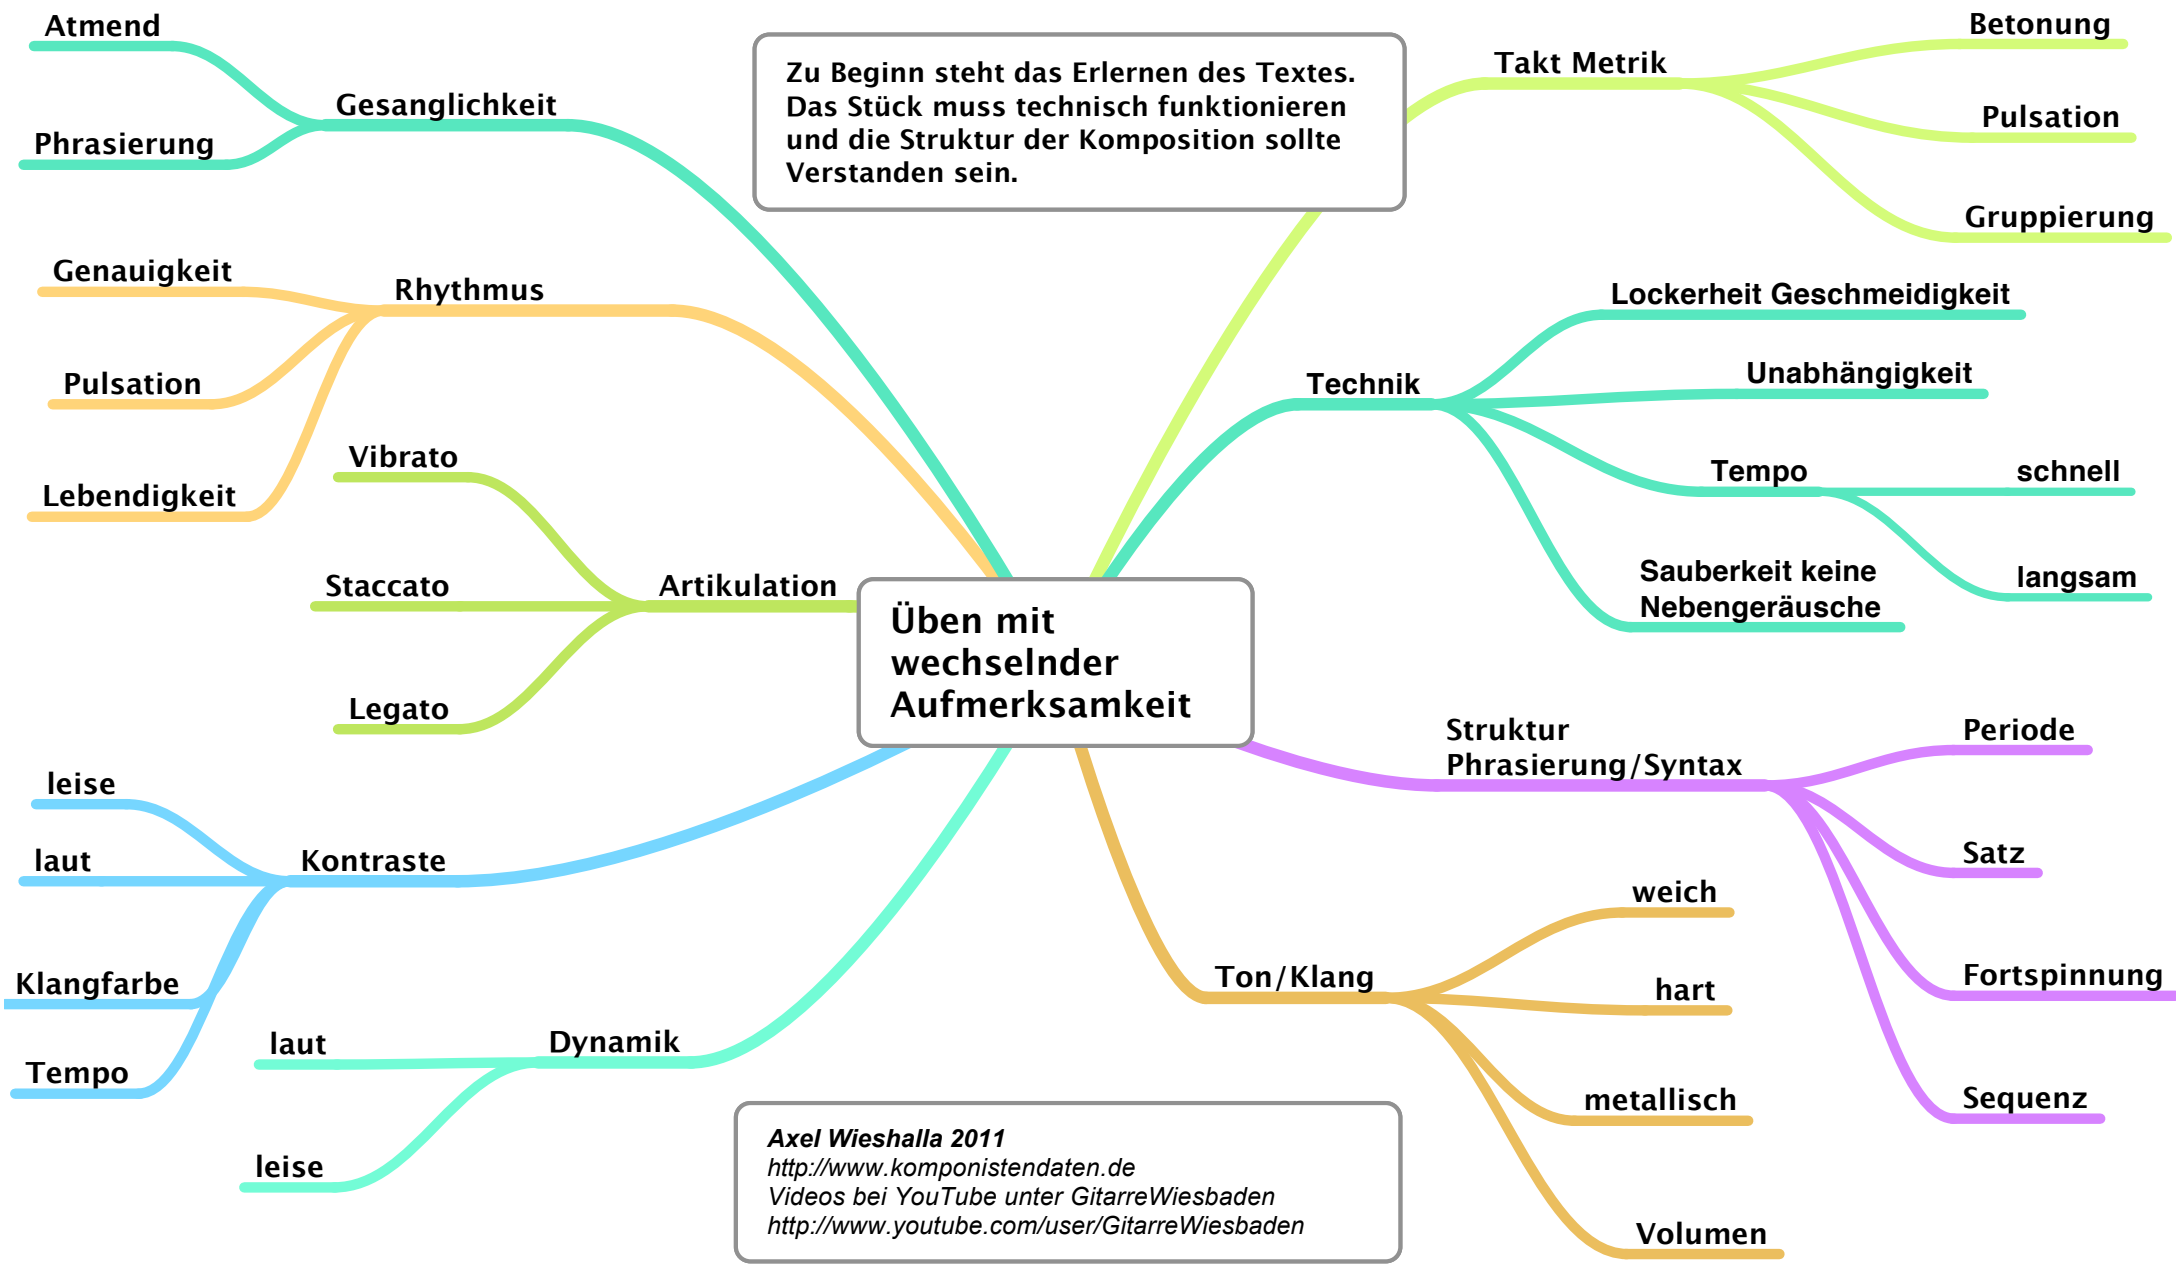 Zu Beginn steht das Erlernen des Textes.
Das Stück muss technisch funktionieren
und die Struktur der Komposition sollte
Verstanden sein.
Üben mit
wechselnder
Aufmerksamkeit
Gesanglichkeit
Atmend
Phrasierung
Rhythmus
Genauigkeit
Pulsation
Lebendigkeit
Artikulation
Vibrato
Staccato
Legato
Kontraste
leise
laut
Klangfarbe
Tempo
Dynamik
laut
leise
Takt Metrik
Betonung
Pulsation
Gruppierung
Technik
Lockerheit Geschmeidigkeit
Unabhängigkeit
Tempo
schnell
langsam
Sauberkeit keine
Nebengeräusche
Struktur
Phrasierung/Syntax
Periode
Satz
Fortspinnung
Sequenz
Ton/Klang
weich
hart
metallisch
Volumen
Axel Wieshalla 2011
http://www.komponistendaten.de
Videos bei YouTube unter GitarreWiesbaden
http://www.youtube.com/user/GitarreWiesbaden